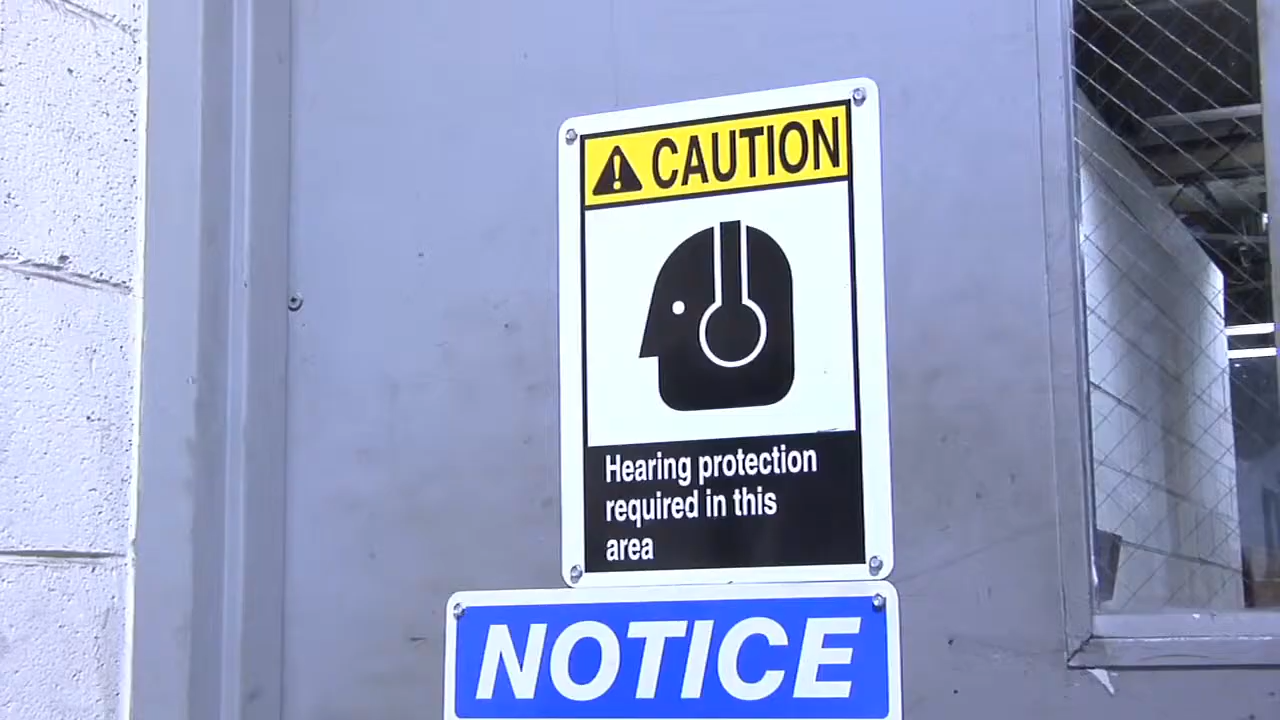 CAUTION
Hearing protection
required in this
area
NOTICE